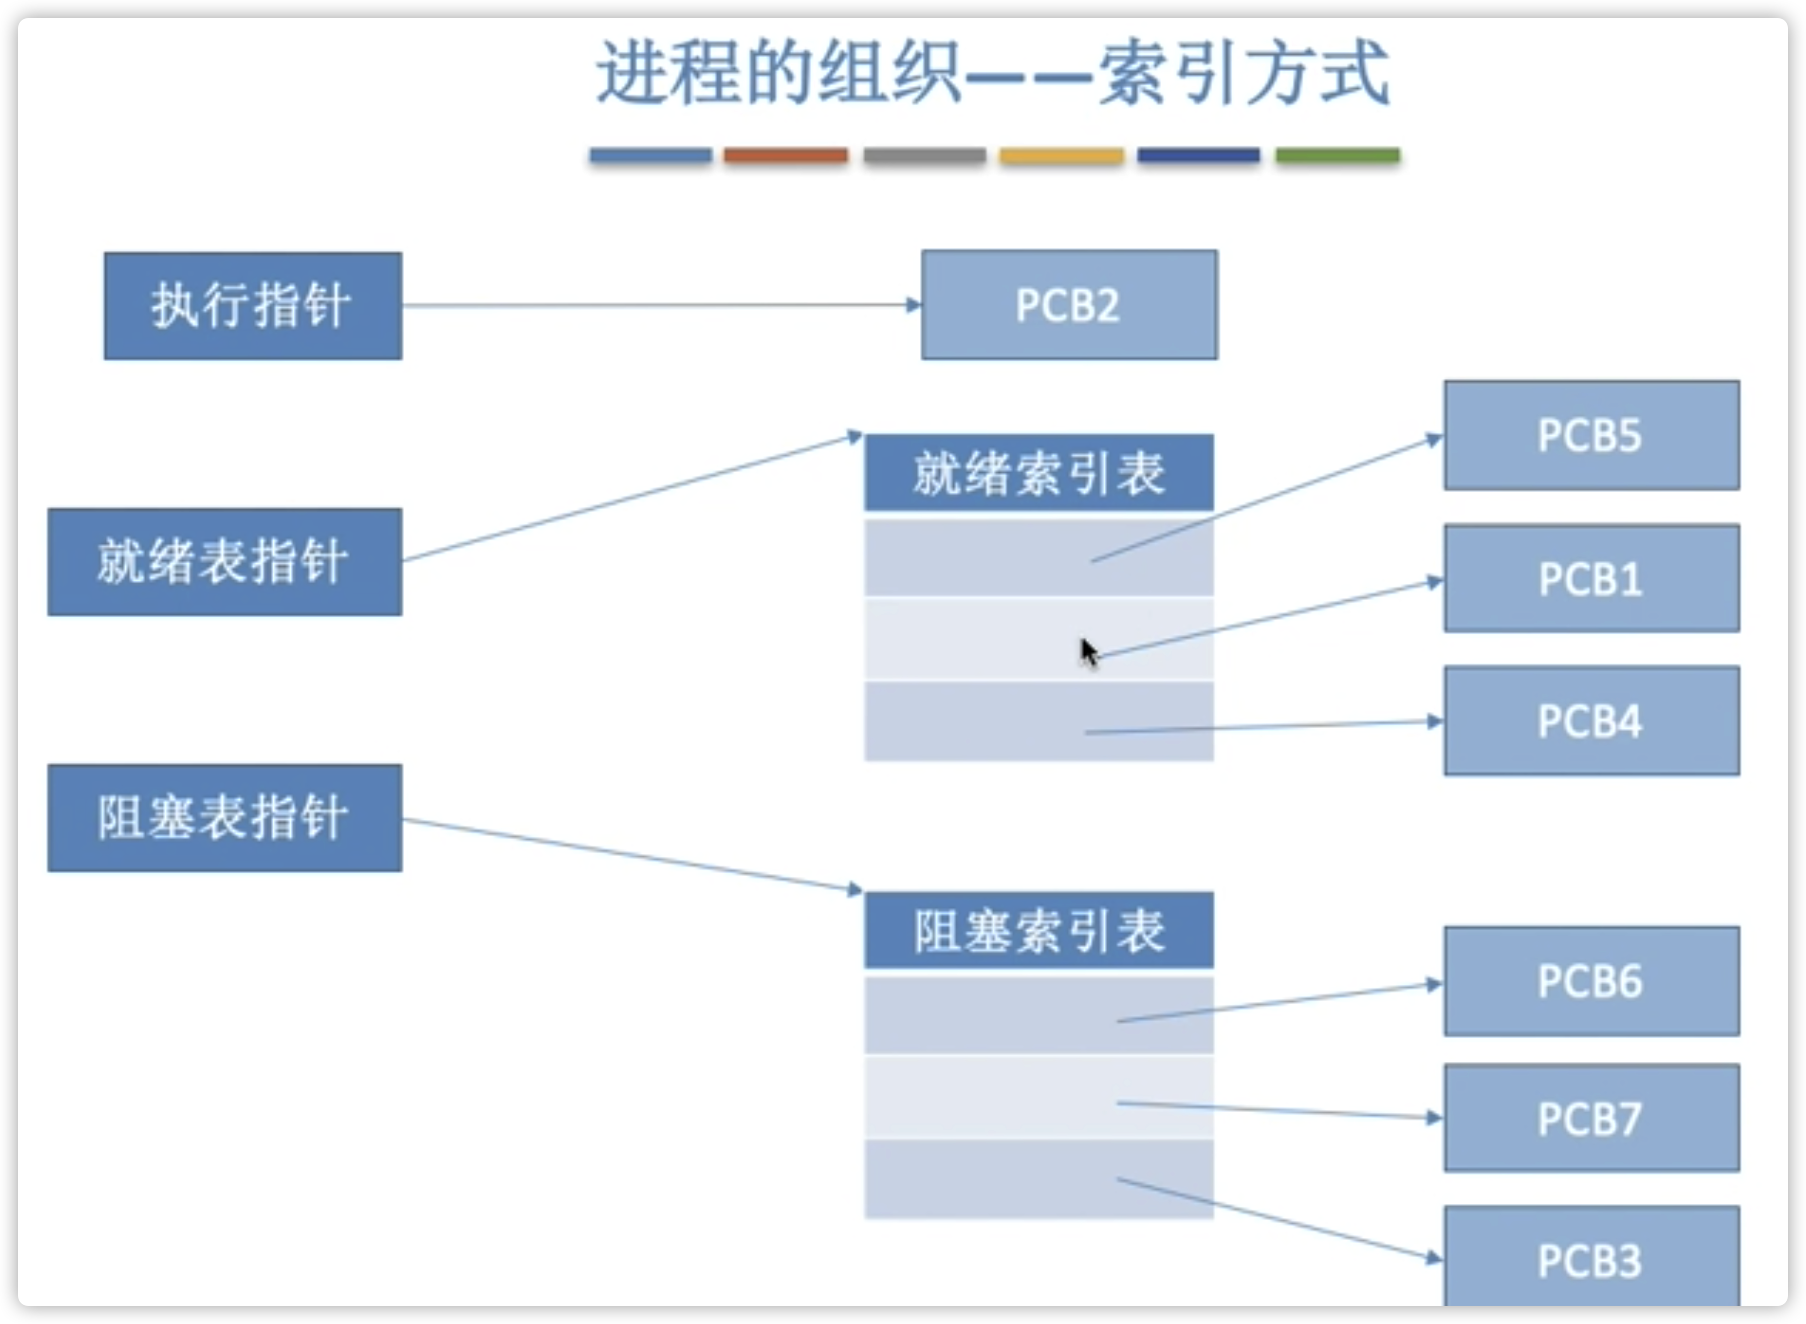 进程的组织——索引方式
执行指针
PCB2
就绪表指针
就绪索引表
PCB5
PCB1
PCB4
阻塞表指针
阻塞索引表
PCB6
PCB7
PCB3